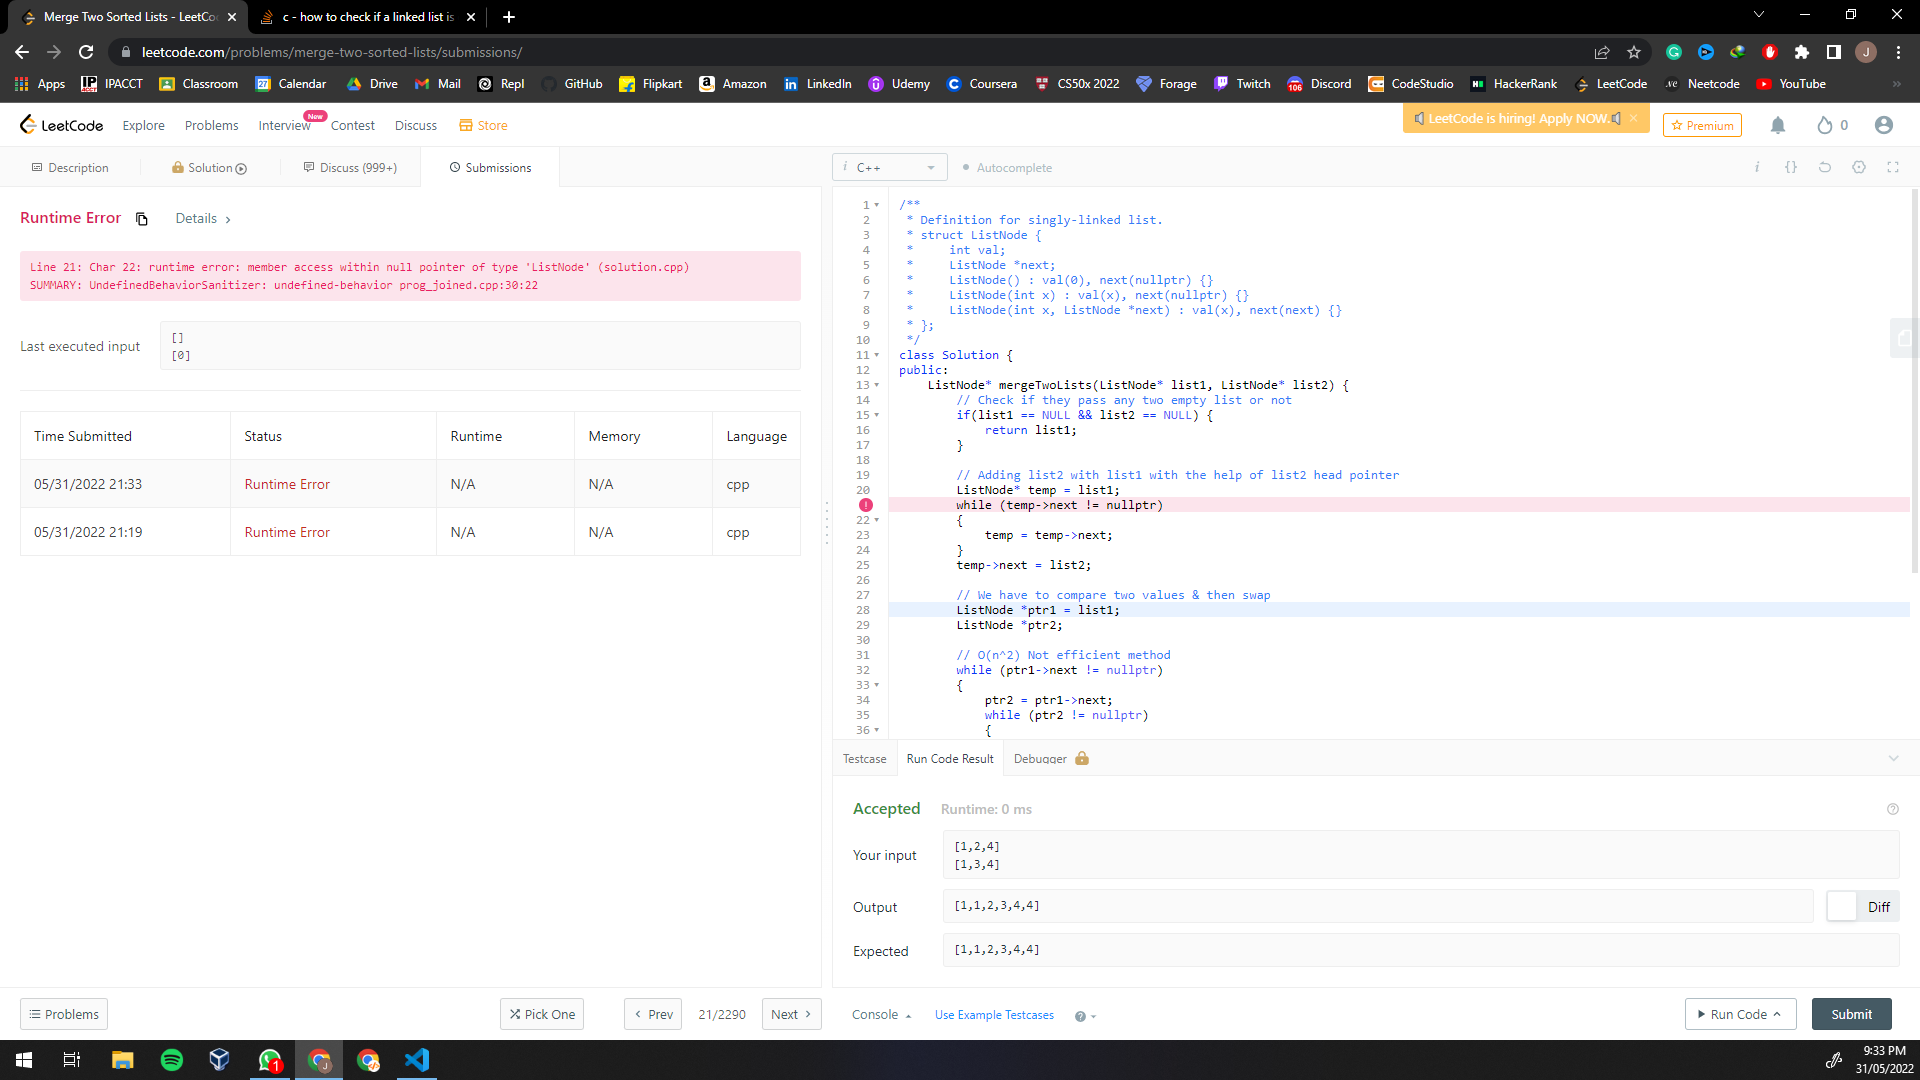 Merge Two Sorted Lists - LeetCo
c - how to check if a linked list is
leetcode.com/problems/merge-two-sorted-lists/submissions/
J
Apps IPACCT Classroom Calendar Drive Mail Repl GitHub Flipkart Amazon LinkedIn Udemy Coursera CS50x 2022 Forage Twitch Discord CodeStudio HackerRank LeetCode Neetcode YouTube
LeetCode Explore Problems Interview New Contest Discuss Store
LeetCode is hiring! Apply NOW.
Premium
0
Description Solution Discuss (999+) Submissions
i C++ Autocomplete
Runtime Error Details
Line 21: Char 22: runtime error: member access within null pointer of type 'ListNode' (solution.cpp)
SUMMARY: UndefinedBehaviorSanitizer: undefined-behavior prog_joined.cpp:30:22
Last executed input
[]
[0]
Time Submitted Status Runtime Memory Language
05/31/2022 21:33 Runtime Error N/A N/A cpp
05/31/2022 21:19 Runtime Error N/A N/A cpp
1 /**
2 * Definition for singly-linked list.
3 * struct ListNode {
4 *     int val;
5 *     ListNode *next;
6 *     ListNode() : val(0), next(nullptr) {}
7 *     ListNode(int x) : val(x), next(nullptr) {}
8 *     ListNode(int x, ListNode *next) : val(x), next(next) {}
9 * };
10 */
11 class Solution {
12 public:
13 ListNode* mergeTwoLists(ListNode* list1, ListNode* list2) {
14 // Check if they pass any two empty list or not
15 if(list1 == NULL && list2 == NULL) {
16 return list1;
17 }
18
19 // Adding list2 with list1 with the help of list2 head pointer
20 ListNode* temp = list1;
while (temp->next != nullptr)
22 {
23 temp = temp->next;
24 }
25 temp->next = list2;
26
27 // We have to compare two values & then swap
28 ListNode *ptr1 = list1;
29 ListNode *ptr2;
30
31 // O(n^2) Not efficient method
32 while (ptr1->next != nullptr)
33 {
34 ptr2 = ptr1->next;
35 while (ptr2 != nullptr)
36 {
Testcase Run Code Result Debugger
Accepted Runtime: 0 ms
Your input
[1,2,4]
[1,3,4]
Output [1,1,2,3,4,4] Diff
Expected [1,1,2,3,4,4]
Problems Pick One Prev 21/2290 Next Console Use Example Testcases Run Code Submit
1
J
9:33 PM
31/05/2022